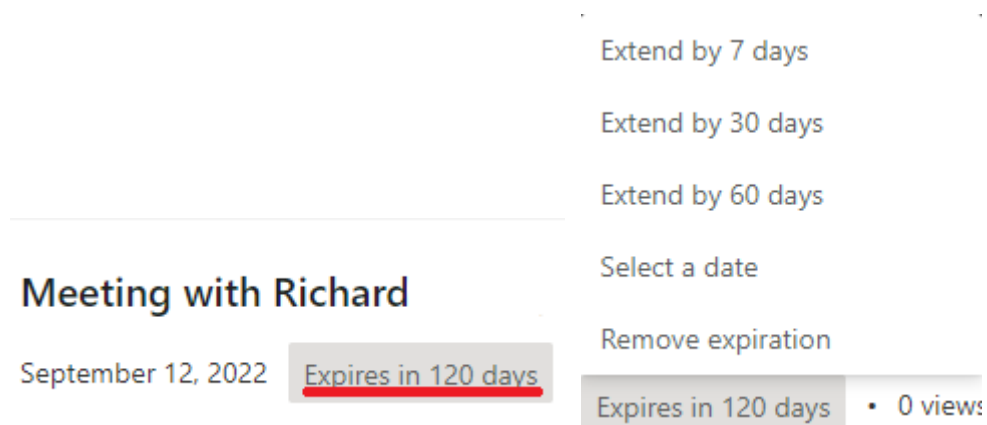 Meeting with Richard
September 12, 2022 Expires in 120 days
Extend by 7 days
Extend by 30 days
Extend by 60 days
Select a date
Remove expiration
Expires in 120 days • 0 views